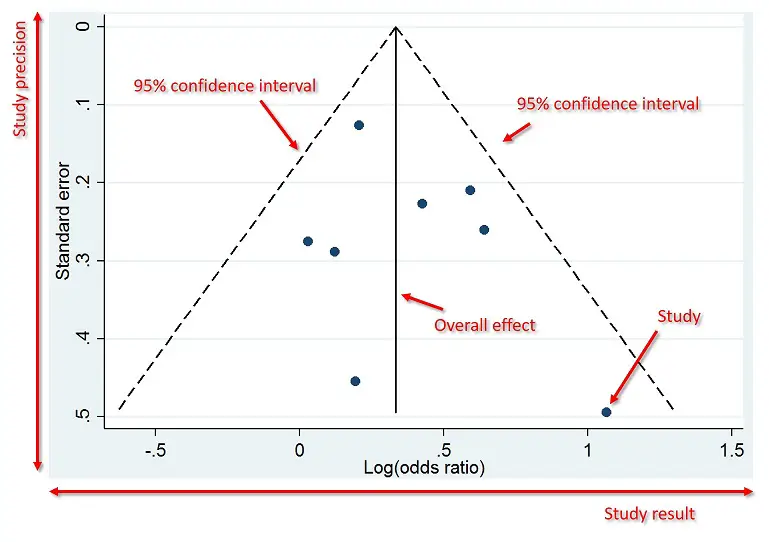 Study precision
Standard error
0
.1
.2
.3
.4
.5
95% confidence interval
95% confidence interval
Overall effect
Study
-.5
0
.5
1
1.5
Log(odds ratio)
Study result